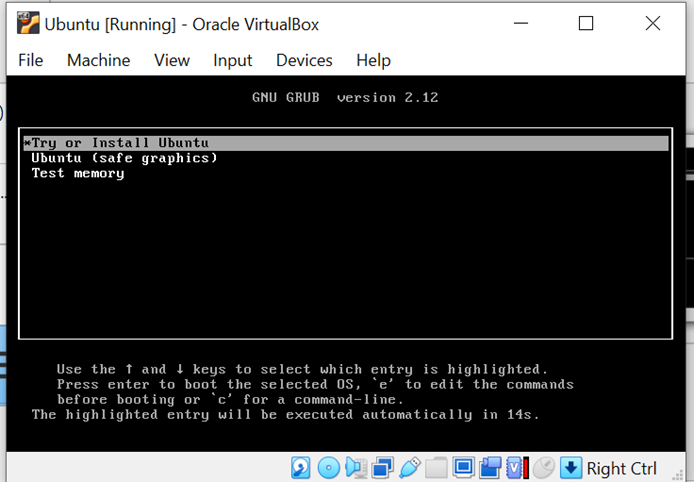 Ubuntu [Running] - Oracle VirtualBox
File Machine View Input Devices Help
GNU GRUB version 2.12
*Try or Install Ubuntu
Ubuntu (safe graphics)
Test memory
Use the ↑ and ↓ keys to select which entry is highlighted.
Press enter to boot the selected OS, `e' to edit the commands
before booting or `c' for a command-line.
The highlighted entry will be executed automatically in 14s.
Right Ctrl